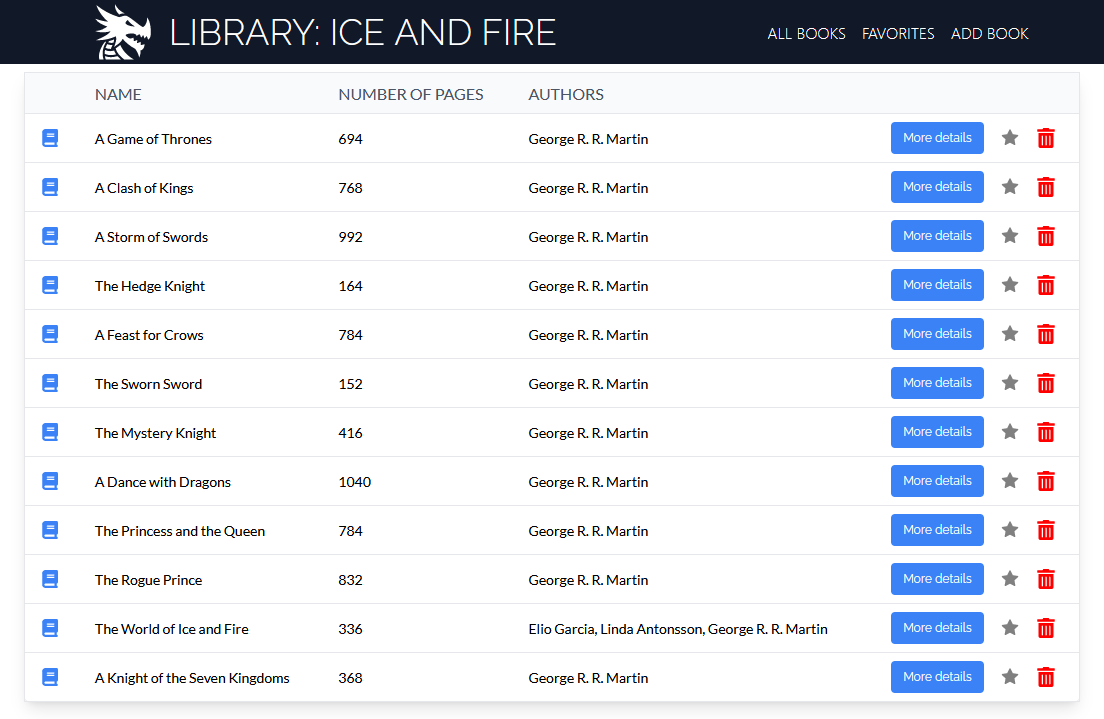 LIBRARY: ICE AND FIRE ALL BOOKS FAVORITES ADD BOOK
NAME NUMBER OF PAGES AUTHORS
A Game of Thrones 694 George R. R. Martin More details
A Clash of Kings 768 George R. R. Martin More details
A Storm of Swords 992 George R. R. Martin More details
The Hedge Knight 164 George R. R. Martin More details
A Feast for Crows 784 George R. R. Martin More details
The Sworn Sword 152 George R. R. Martin More details
The Mystery Knight 416 George R. R. Martin More details
A Dance with Dragons 1040 George R. R. Martin More details
The Princess and the Queen 784 George R. R. Martin More details
The Rogue Prince 832 George R. R. Martin More details
The World of Ice and Fire 336 Elio Garcia, Linda Antonsson, George R. R. Martin More details
A Knight of the Seven Kingdoms 368 George R. R. Martin More details